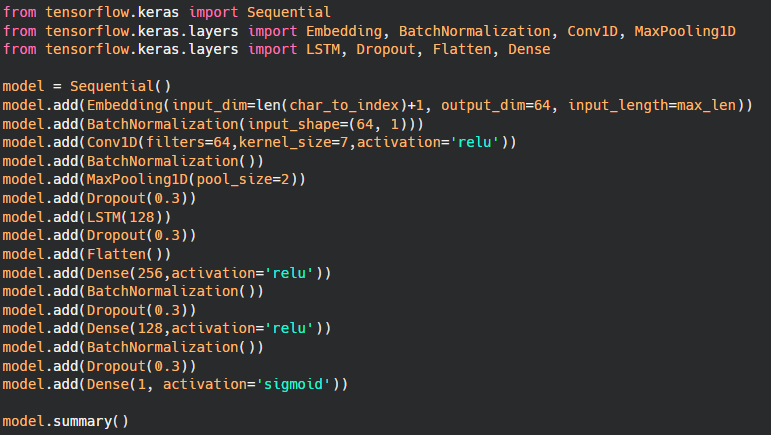 from tensorflow.keras import Sequential
from tensorflow.keras.layers import Embedding, BatchNormalization, Conv1D, MaxPooling1D
from tensorflow.keras.layers import LSTM, Dropout, Flatten, Dense

model = Sequential()
model.add(Embedding(input_dim=len(char_to_index)+1, output_dim=64, input_length=max_len))
model.add(BatchNormalization(input_shape=(64, 1)))
model.add(Conv1D(filters=64,kernel_size=7,activation='relu'))
model.add(BatchNormalization())
model.add(MaxPooling1D(pool_size=2))
model.add(Dropout(0.3))
model.add(LSTM(128))
model.add(Dropout(0.3))
model.add(Flatten())
model.add(Dense(256,activation='relu'))
model.add(BatchNormalization())
model.add(Dropout(0.3))
model.add(Dense(128,activation='relu'))
model.add(BatchNormalization())
model.add(Dropout(0.3))
model.add(Dense(1, activation='sigmoid'))

model.summary()